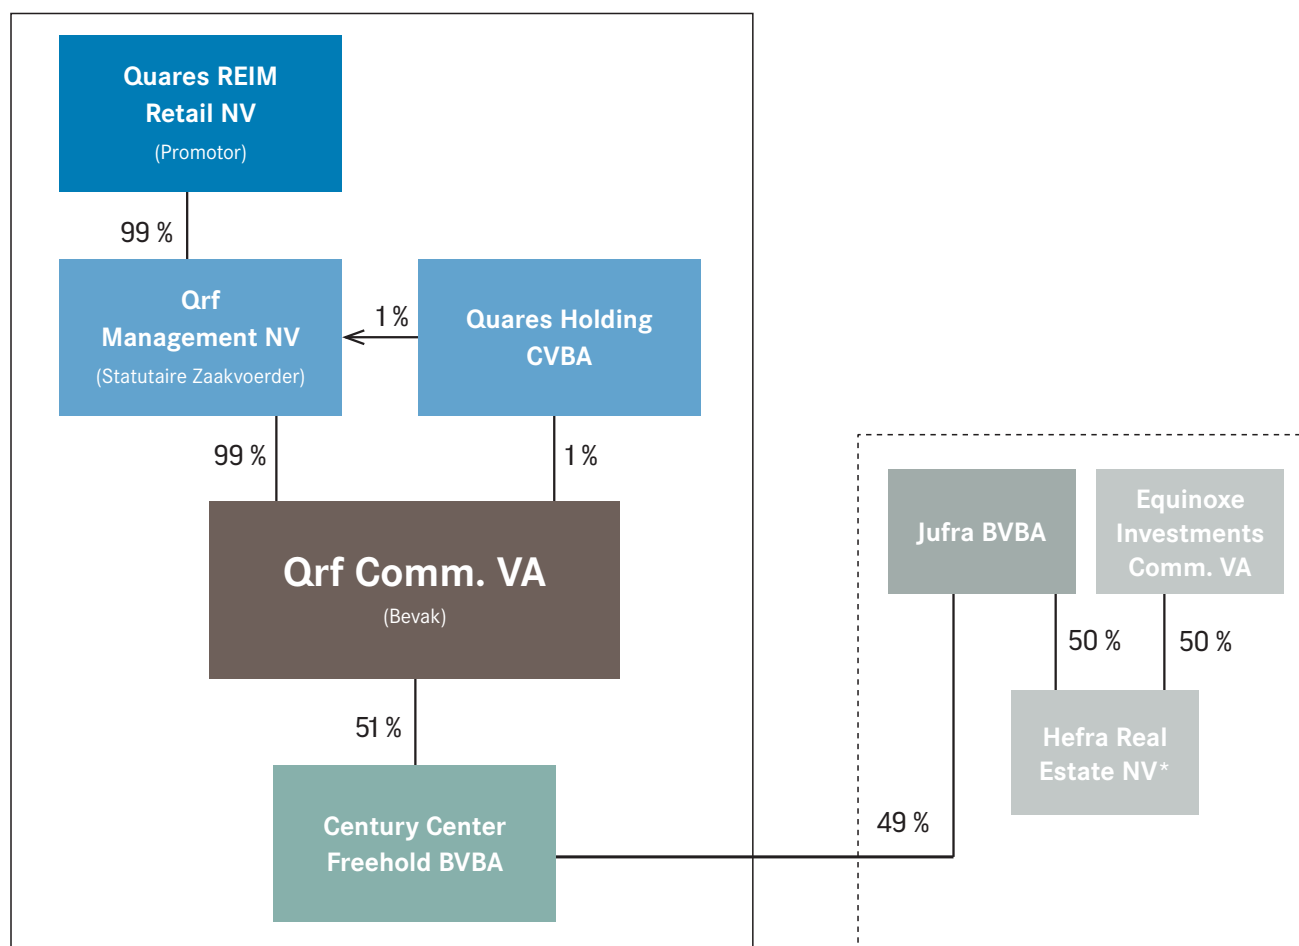 Quares REIM
Retail NV
(Promotor)
99 %
Qrf
Management NV
(Statutaire Zaakvoerder)
1 %
Quares Holding
CVBA
99 %
1 %
Qrf Comm. VA
(Bevak)
51 %
Century Center
Freehold BVBA
Jufra BVBA
Equinoxe
Investments
Comm. VA
50 %
50 %
Hefra Real
Estate NV*
49 %